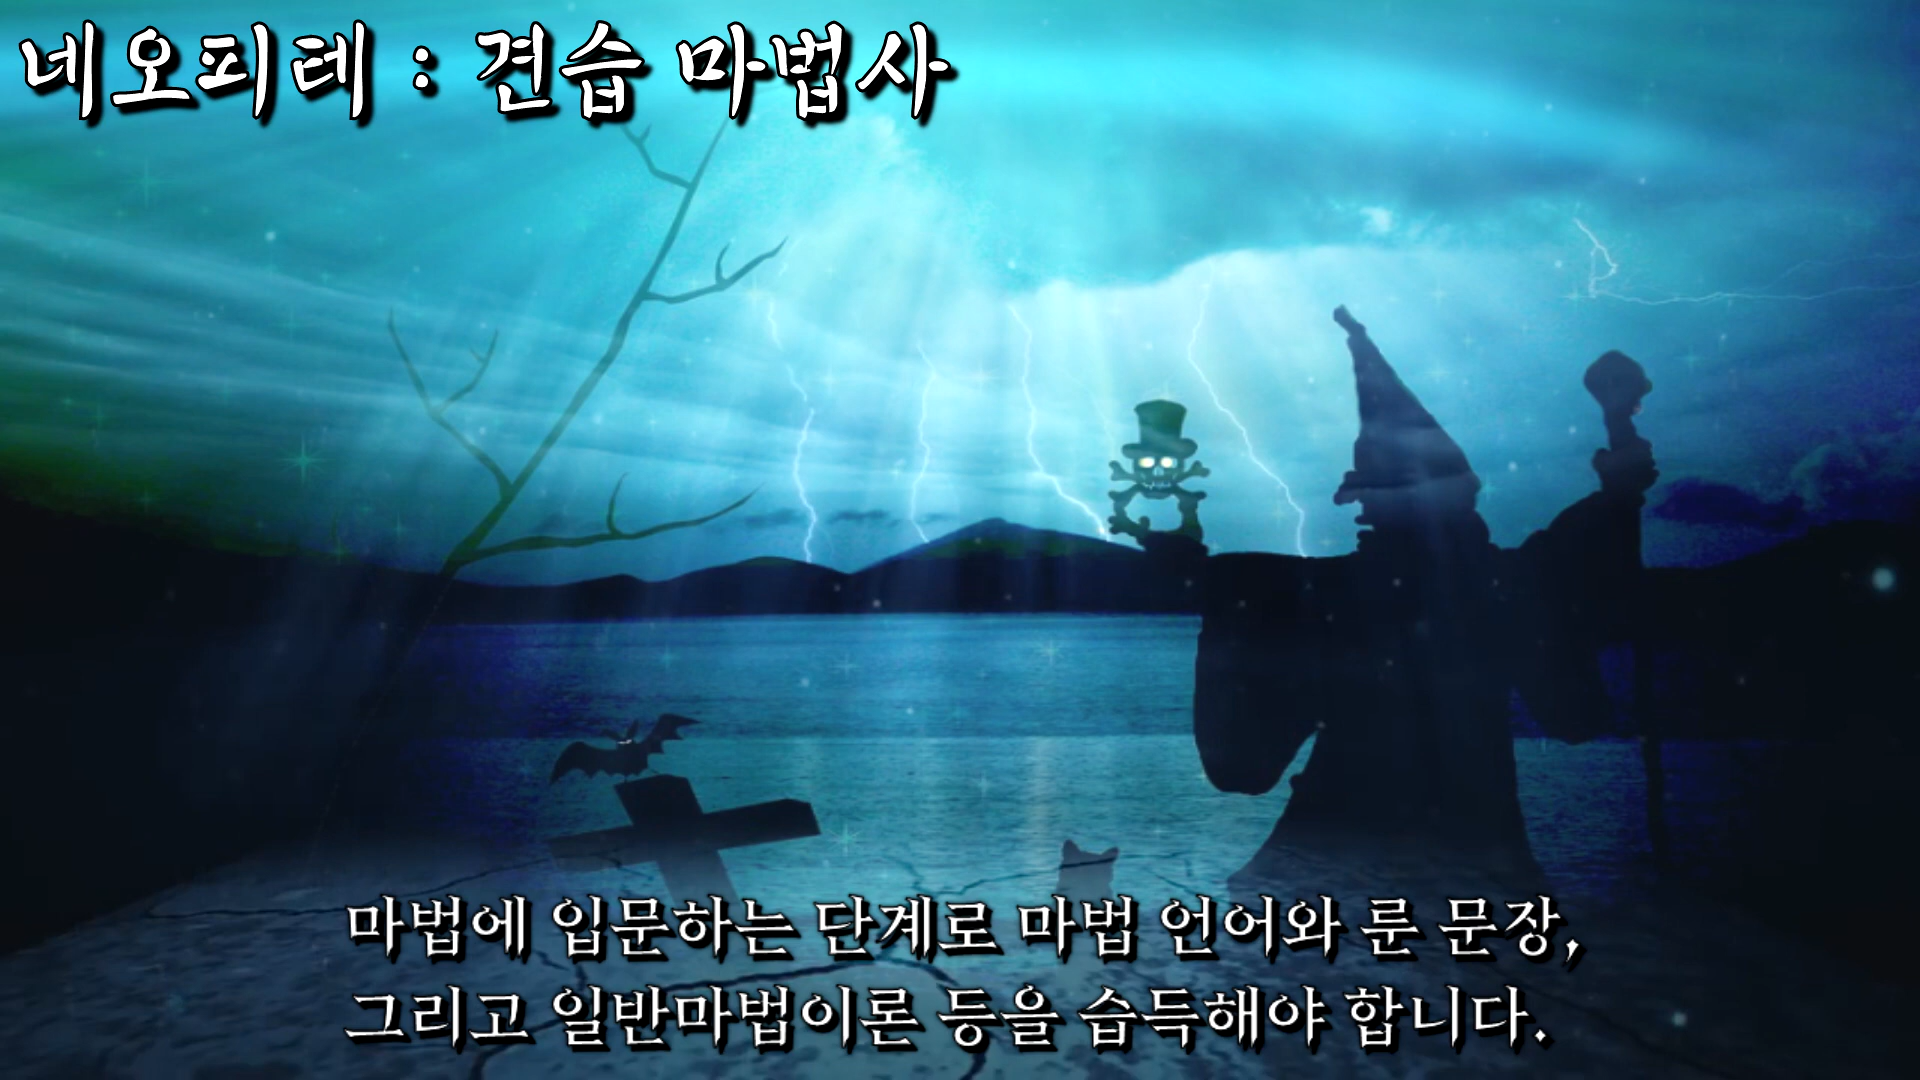 네오피테 : 견습 마법사
마법에 입문하는 단계로 마법 언어와 룬 문장,
그리고 일반마법이론 등을 습득해야 합니다.